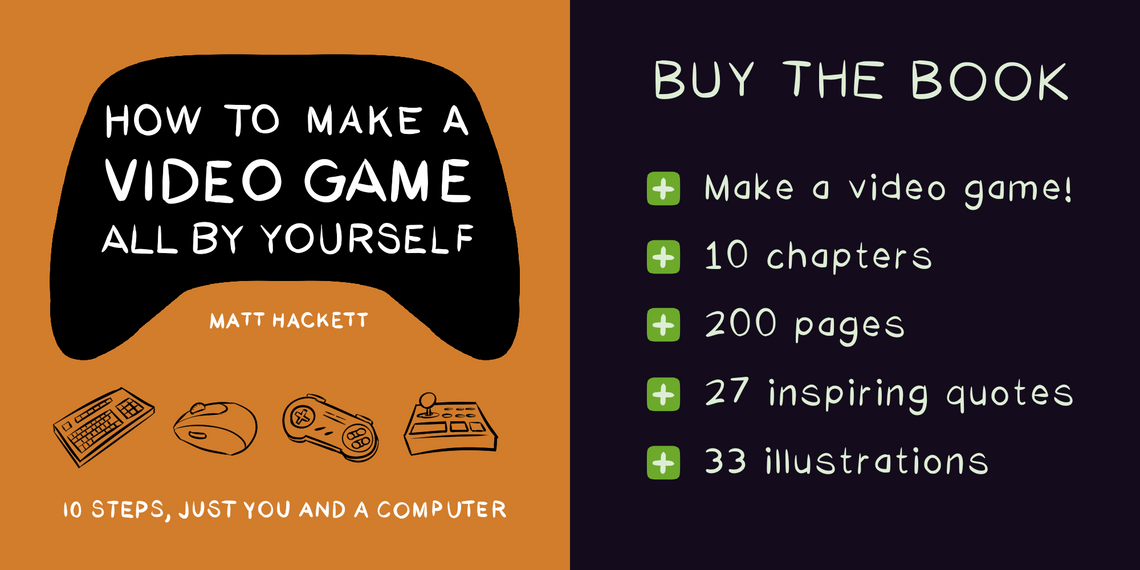 HOW TO MAKE A
VIDEO GAME
ALL BY YOURSELF
MATT HACKETT
10 STEPS, JUST YOU AND A COMPUTER
BUY THE BOOK
Make a video game!
10 chapters
200 pages
27 inspiring quotes
33 illustrations